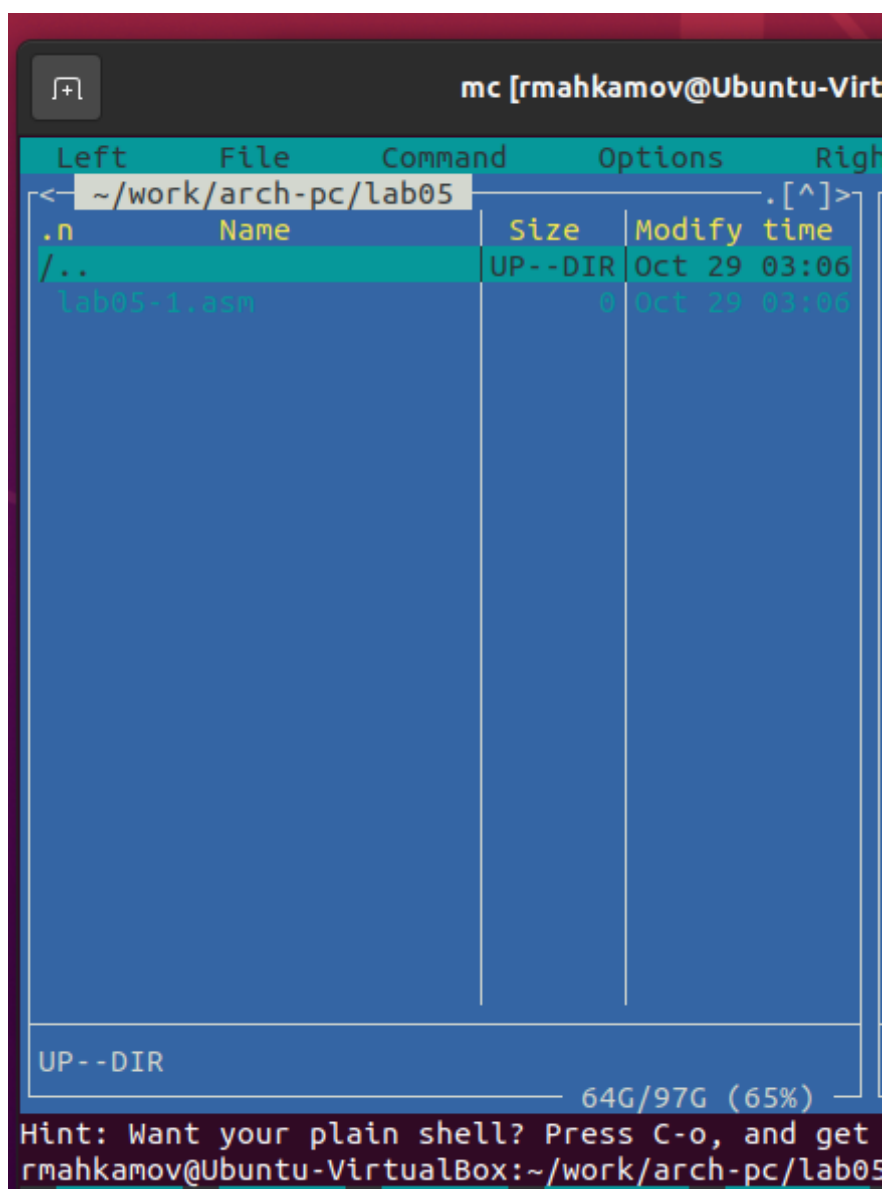 mc [rmahkamov@Ubuntu-Virt
Left File Command Options Righ
<─ ~/work/arch-pc/lab05 ─.[^]>
.n Name Size Modify time
/.. UP--DIR Oct 29 03:06
lab05-1.asm 0 Oct 29 03:06
UP--DIR
64G/97G (65%)
Hint: Want your plain shell? Press C-o, and get
rmahkamov@Ubuntu-VirtualBox:~/work/arch-pc/lab05